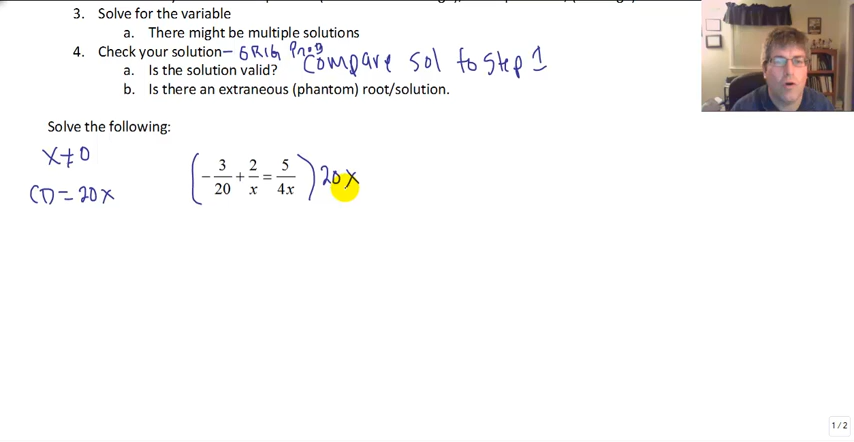 3. Solve for the variable
a. There might be multiple solutions
4. Check your solution – ORIG Prog
a. Is the solution valid? Compare Sol to Step 1
b. Is there an extraneous (phantom) root/solution.
Solve the following:
x ≠ 0
CD = 20x
(-3/20 + 2/x = 5/4x) 20x
1 / 2